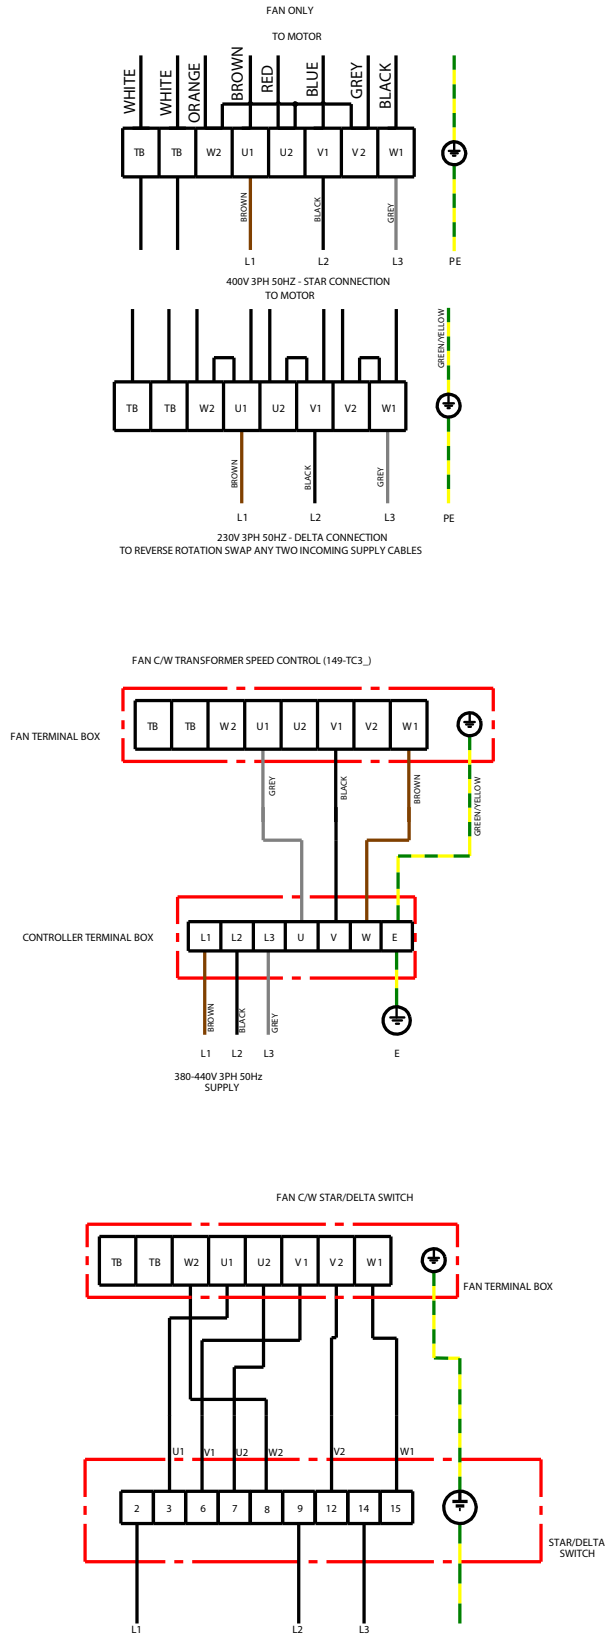 FAN ONLY
TO MOTOR
WHITE WHITE ORANGE BROWN RED BLUE GREY BLACK
TB TB W2 U1 U2 V1 V2 W1
BROWN BLACK GREY
L1 L2 L3 PE
400V 3PH 50HZ - STAR CONNECTION
TO MOTOR
GREEN/YELLOW
TB TB W2 U1 U2 V1 V2 W1
BROWN BLACK GREY
L1 L2 L3 PE
230V 3PH 50HZ - DELTA CONNECTION
TO REVERSE ROTATION SWAP ANY TWO INCOMING SUPPLY CABLES
FAN C/W TRANSFORMER SPEED CONTROL (149-TC3_)
TB TB W2 U1 U2 V1 V2 W1
FAN TERMINAL BOX
GREY BLACK BROWN GREEN/YELLOW
CONTROLLER TERMINAL BOX
L1 L2 L3 U V W E
BROWN BLACK GREY
L1 L2 L3 E
380-440V 3PH 50Hz
SUPPLY
FAN C/W STAR/DELTA SWITCH
TB TB W2 U1 U2 V1 V2 W1
FAN TERMINAL BOX
U1 V1 U2 W2 V2 W1
2 3 6 7 8 9 12 14 15
STAR/DELTA
SWITCH
L1 L2 L3